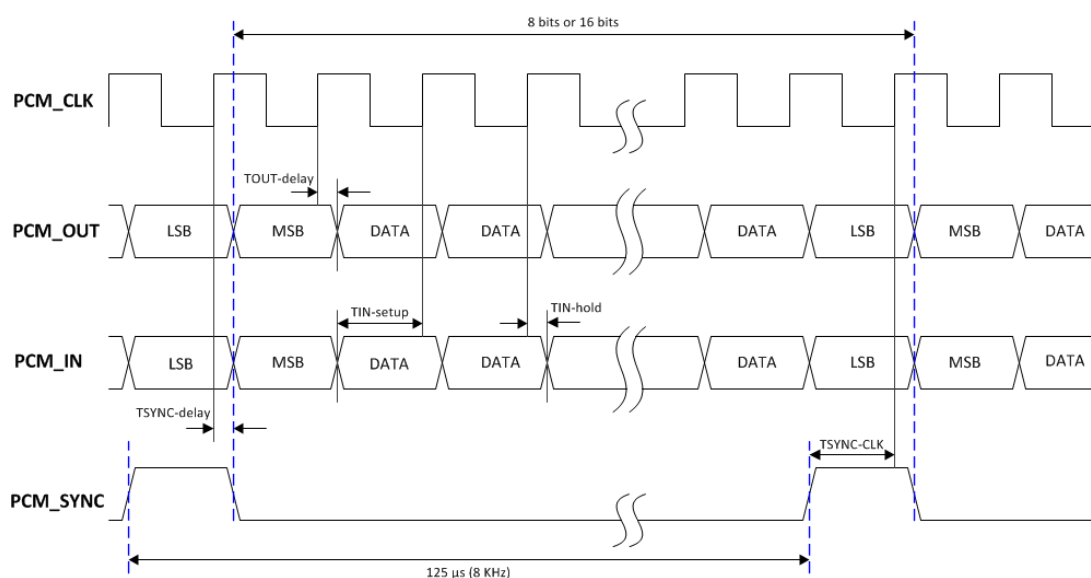 8 bits or 16 bits
PCM_CLK
TOUT-delay
PCM_OUT LSB MSB DATA DATA DATA LSB MSB DATA
TIN-setup TIN-hold
PCM_IN LSB MSB DATA DATA DATA LSB MSB DATA
TSYNC-delay
TSYNC-CLK
PCM_SYNC
125 μs (8 KHz)